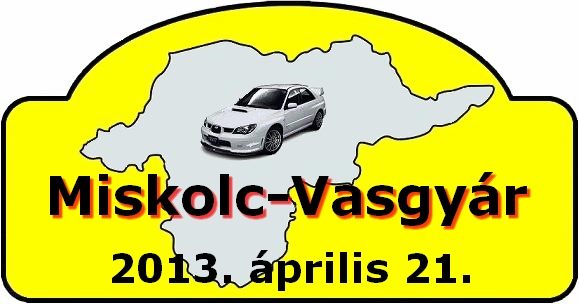 Miskolc-Vasgyár
2013. április 21.